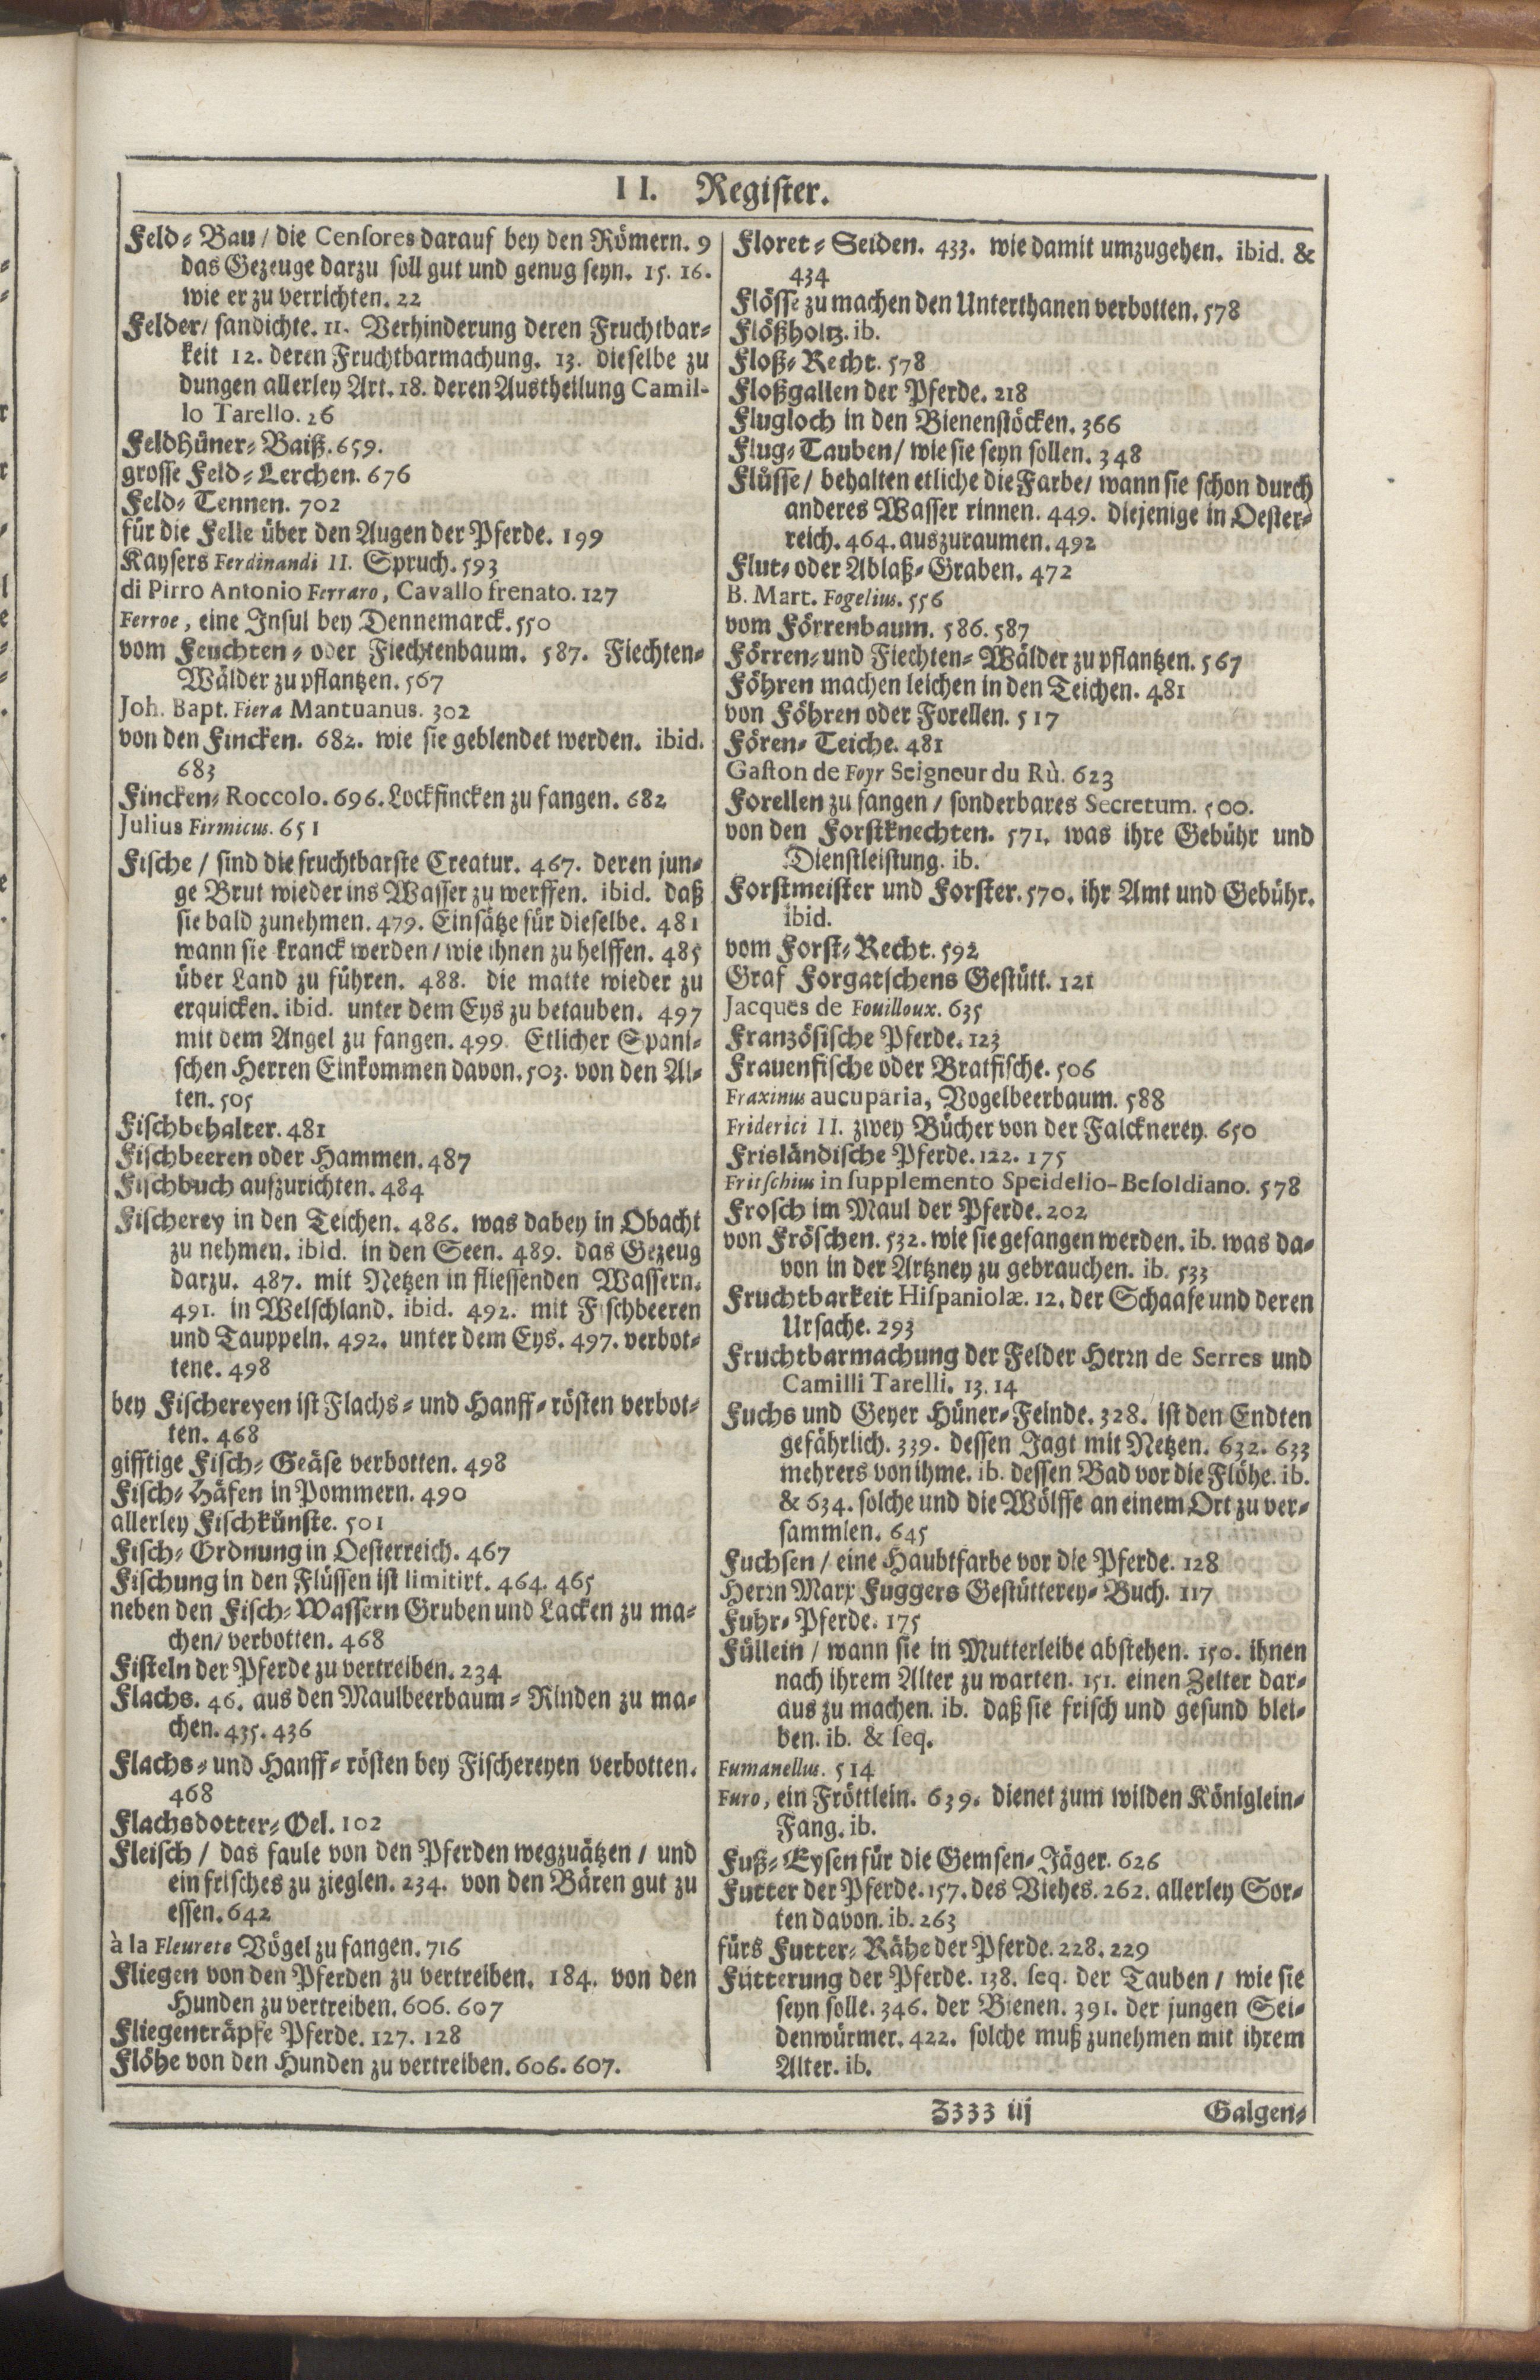 II. Register.
Feld-Bau / die Censores darauf bey den Römern. 9
das Gezeuge darzu soll gut und genug seyn. 15. 16.
wie er zu verrichten. 22
Felder / sandichte. 11. Verhinderung deren Fruchtbar-
keit 12. deren Fruchtbarmachung. 13. dieselbe zu
dungen allerley Art. 18. deren Austheilung Camil-
lo Tarello. 26
Feldhüner-Baiß. 659.
grosse Feld-Lerchen. 676
Feld-Tennen. 702
für die Felle über den Augen der Pferde. 199
Kaysers Ferdinandi II. Spruch. 593
di Pirro Antonio Ferraro, Cavallo frenato. 127
Ferroe, eine Insul bey Dennemarck. 550
vom Feuchten- oder Fiechtenbaum. 587. Fiechten-
Wälder zu pflantzen. 567
Joh. Bapt. Fiera Mantuanus. 302
von den Fincken. 682. wie sie geblendet werden. ibid.
683
Fincken-Roccolo. 696. Lockfincken zu fangen. 682
Julius Firmicus. 651
Fische / sind die fruchtbarste Creatur. 467. deren jun-
ge Brut wieder ins Wasser zu werffen. ibid. daß
sie bald zunehmen. 479. Einsätze für dieselbe. 481
wann sie kranck werden / wie ihnen zu helffen. 485
über Land zu führen. 488. die matte wieder zu
erquicken. ibid. unter dem Eys zu betauben. 497
mit dem Angel zu fangen. 499. Etlicher Spani-
schen Herren Einkommen davon. 503. von den Al-
ten. 505
Fischbehalter. 481
Fischbeeren oder Hammen. 487
Fischbuch aufzurichten. 484
Fischerey in den Teichen. 486. was dabey in Obacht
zu nehmen. ibid. in den Seen. 489. das Gezeug
darzu. 487. mit Netzen in fliessenden Wassern.
491. in Welschland. ibid. 492. mit Fischbeeren
und Tauppeln. 492. unter dem Eys. 497. verbot-
tene. 498
bey Fischereyen ist Flachs- und Hanff-rösten verbot-
ten. 468
gifftige Fisch-Geäse verbotten. 498
Fisch-Häfen in Pommern. 490
allerley Fischkünste. 501
Fisch-Ordnung in Oesterreich. 467
Fischung in den Flüssen ist limitirt. 464. 465
neben den Fisch-Wassern Gruben und Lacken zu ma-
chen / verbotten. 468
Fisteln der Pferde zu vertreiben. 234
Flachs. 46. aus den Maulbeerbaum-Rinden zu ma-
chen. 435. 436
Flachs- und Hanff-rösten bey Fischereyen verbotten.
468
Flachsdotter-Oel. 102
Fleisch / das faule von den Pferden wegzuätzen / und
ein frisches zu zieglen. 234. von den Bären gut zu
essen. 642
à la Fleurete Vögel zu fangen. 716
Fliegen von den Pferden zu vertreiben. 184. von den
Hunden zu vertreiben. 606. 607
Fliegenträpfe Pferde. 127. 128
Flöhe von den Hunden zu vertreiben. 606. 607.
Floret-Seiden. 433. wie damit umzugehen. ibid. &
434
Flösse zu machen den Unterthanen verbotten. 578
Flößholtz. ib.
Floß-Recht. 578
Floßgallen der Pferde. 218
Flugloch in den Bienenstöcken. 366
Flug-Tauben / wie sie seyn sollen. 348
Flüsse / behalten etliche die Farbe / wann sie schon durch
anderes Wasser rinnen. 449. diejenige in Oester-
reich. 464. auszuraumen. 492
Flut- oder Ablaß-Graben. 472
B. Mart. Fogelius. 556
vom Förrenbaum. 586. 587
Förren- und Fiechten-Wälder zu pflantzen. 567
Föhren machen leichen in den Teichen. 481
von Föhren oder Forellen. 517
Fören-Teiche. 481
Gaston de Foyr Seigneur du Rù. 623
Forellen zu fangen / sonderbares Secretum. 500.
von den Forstknechten. 571. was ihre Gebühr und
Dienstleistung. ib.
Forstmeister und Forster. 570. ihr Amt und Gebühr.
ibid.
vom Forst-Recht. 592
Graf Forgatschens Gestütt. 121
Jacques de Fouilloux. 635
Französische Pferde. 123
Frauenfische oder Bratfische. 506
Fraxinus aucuparia, Vogelbeerbaum. 588
Friderici II. zwey Bücher von der Falcknerey. 650
Frisländische Pferde. 122. 175
Fritschius in supplemento Speidelio-Besoldiano. 578
Frosch im Maul der Pferde. 202
von Fröschen. 532. wie sie gefangen werden. ib. was da-
von in der Artzney zu gebrauchen. ib. 533
Fruchtbarkeit Hispaniolæ. 12. der Schaafe und deren
Ursache. 293
Fruchtbarmachung der Felder Herrn de Serres und
Camilli Tarelli. 13. 14
Fuchs und Geyer Hüner-Feinde. 328. ist den Endten
gefährlich. 339. dessen Jagt mit Netzen. 632. 633
mehrers von ihme. ib. dessen Bad vor die Flöhe. ib.
& 634. solche und die Wölffe an einem Ort zu ver-
sammlen. 645
Fuchsen / eine Haubtfarbe vor die Pferde. 128
Herrn Marx Fuggers Gestütterey-Buch. 117
Fuhr-Pferde. 175
Füllein / wann sie in Mutterleibe abstehen. 150. ihnen
nach ihrem Alter zu warten. 151. einen Zelter dar-
aus zu machen. ib. daß sie frisch und gesund blei-
ben. ib. & seq.
Fumanellus. 514
Furo, ein Fröttlein. 639. dienet zum wilden Königlein-
Fang. ib.
Fuß-Eysen für die Gemsen-Jäger. 626
Futter der Pferde. 157. des Viehes. 262. allerley Sor-
ten davon. ib. 263
fürs Futter-Rähe der Pferde. 228. 229
Fütterung der Pferde. 138. seq. der Tauben / wie sie
seyn solle. 346. der Bienen. 391. der jungen Sei-
denwürmer. 422. solche muß zunehmen mit ihrem
Alter. ib.
Zzzz iij
Galgen-